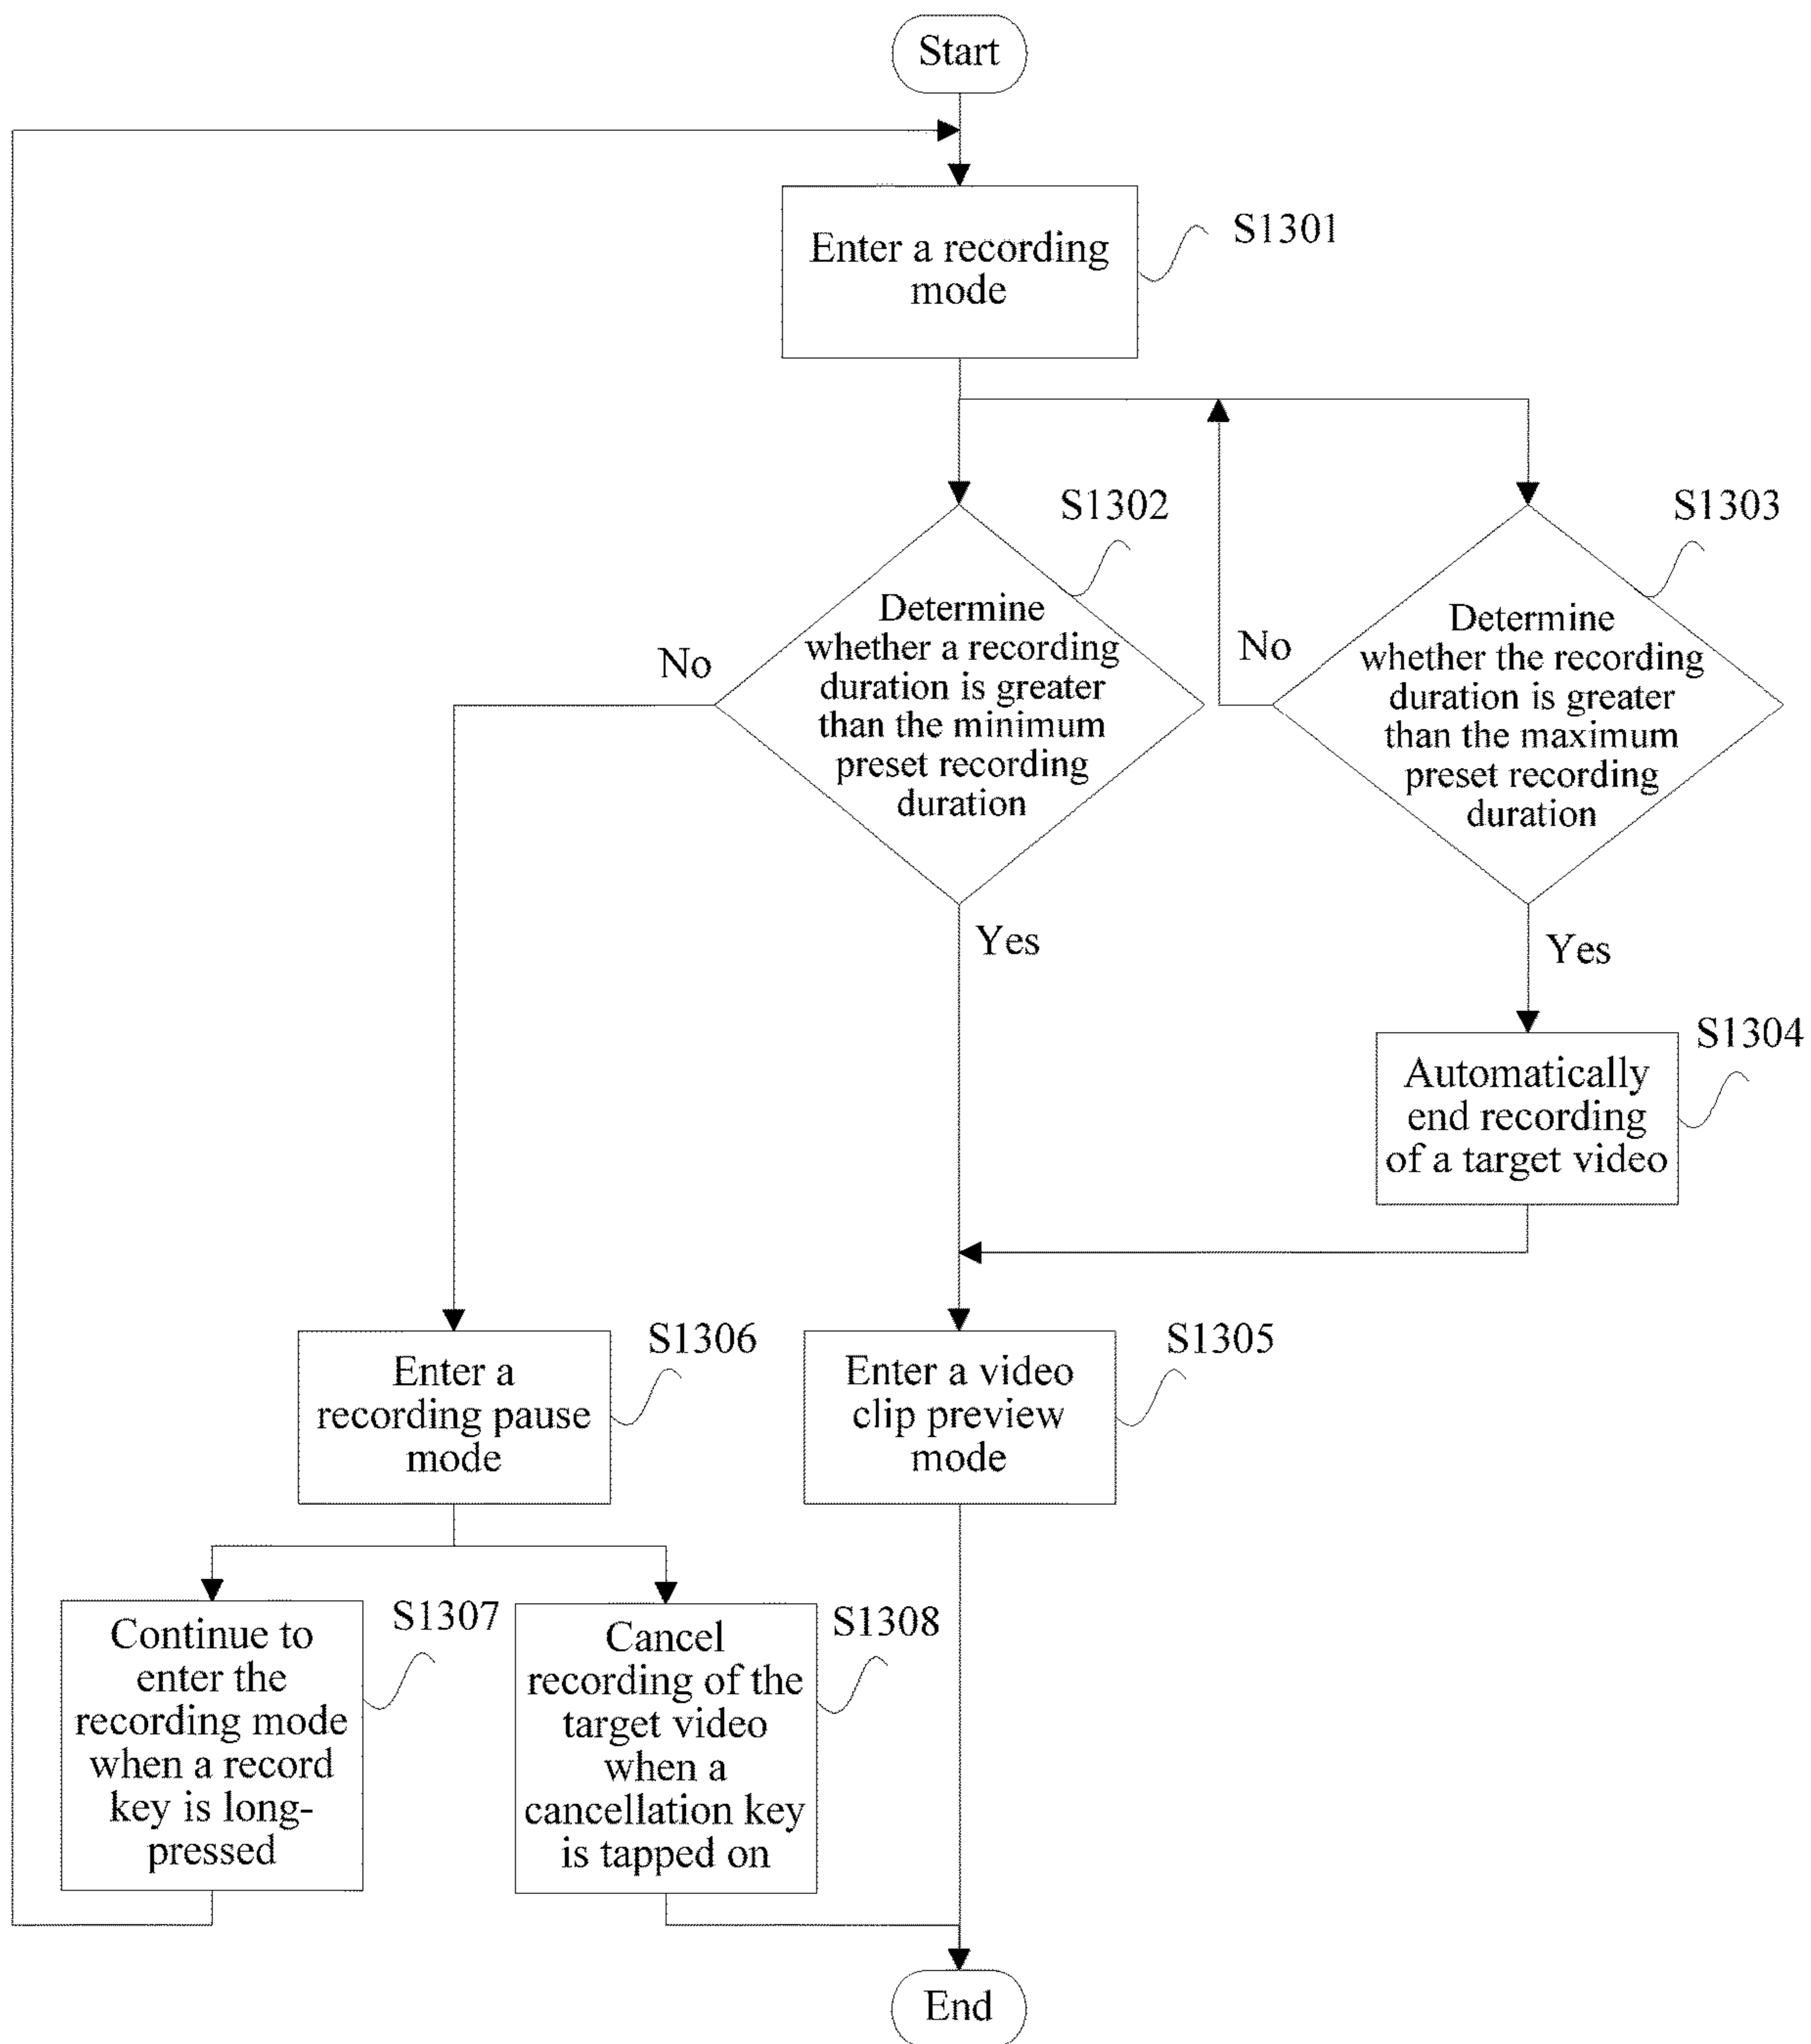 Start
Enter a recording
mode
S1301
S1302
Determine
whether a recording
duration is greater
than the minimum
preset recording
duration
No
Yes
S1303
Determine
whether the recording
duration is greater
than the maximum
preset recording
duration
No
Yes
S1304
Automatically
end recording
of a target video
S1306
Enter a
recording pause
mode
S1305
Enter a video
clip preview
mode
S1307
Continue to
enter the
recording mode
when a record
key is long-
pressed
S1308
Cancel
recording of the
target video
when a
cancellation key
is tapped on
End